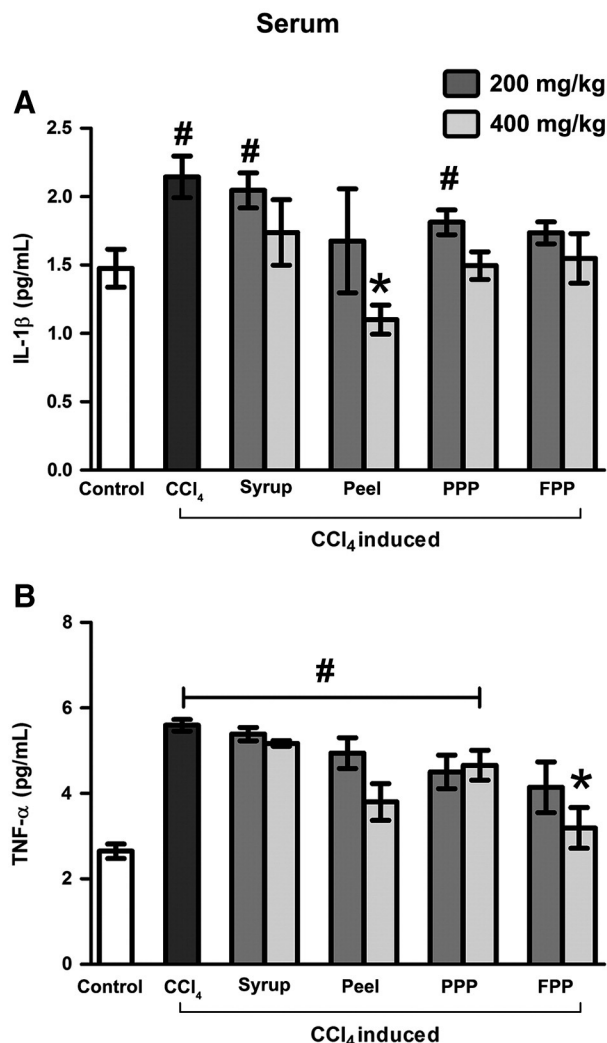 Serum
200 mg/kg
400 mg/kg
A
IL-1β (pg/mL)
2.5
2.0
1.5
1.0
0.5
0.0
#
#
#
*
Control CCl₄ Syrup Peel PPP FPP
CCl₄ induced
B
TNF-α (pg/mL)
8
6
4
2
0
#
*
Control CCl₄ Syrup Peel PPP FPP
CCl₄ induced